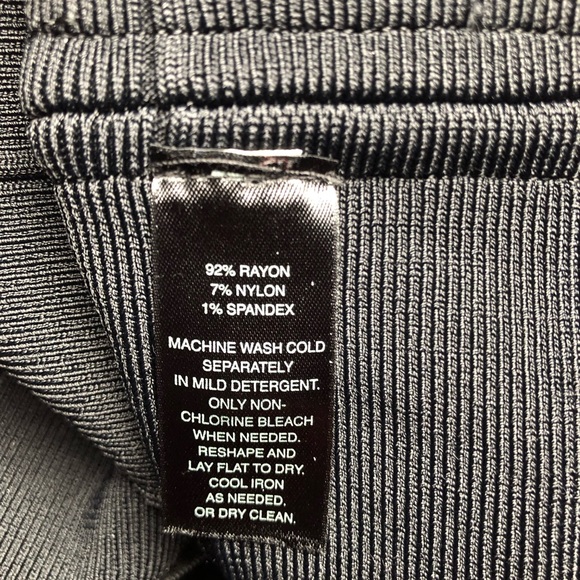 92% RAYON
7% NYLON
1% SPANDEX
MACHINE WASH COLD
SEPARATELY
IN MILD DETERGENT.
ONLY NON-
CHLORINE BLEACH
WHEN NEEDED.
RESHAPE AND
LAY FLAT TO DRY.
COOL IRON
AS NEEDED,
OR DRY CLEAN.